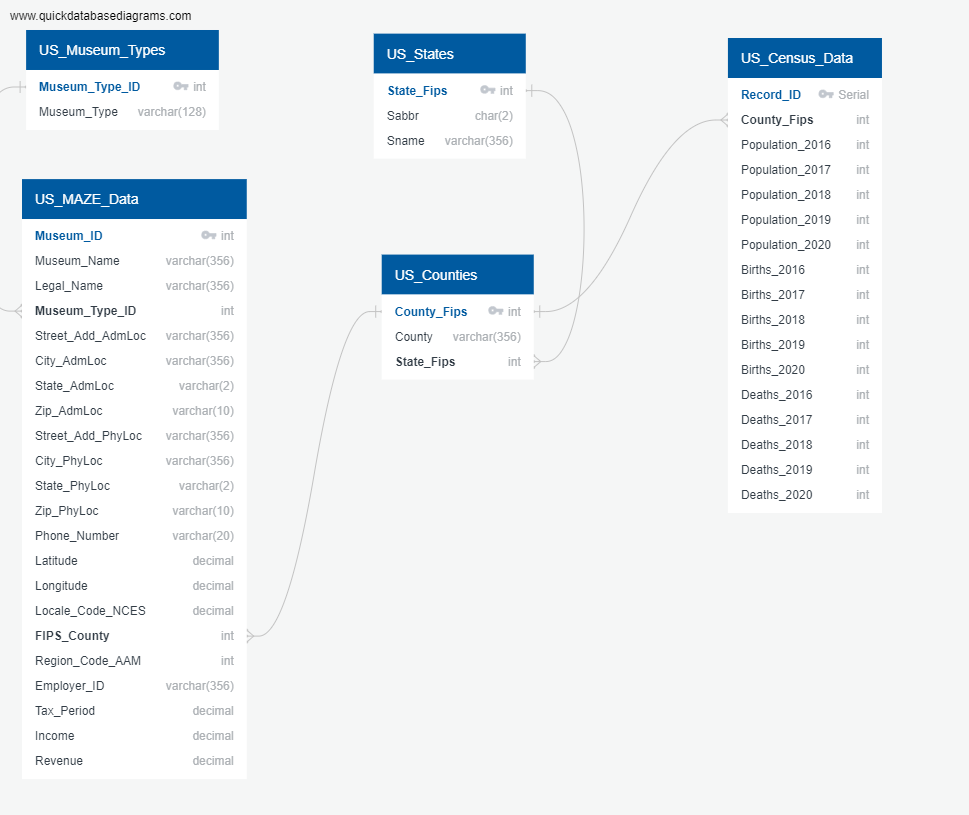 www.quickdatabasediagrams.com
US_Museum_Types
Museum_Type_ID int
Museum_Type varchar(128)
US_MAZE_Data
Museum_ID int
Museum_Name varchar(356)
Legal_Name varchar(356)
Museum_Type_ID int
Street_Add_AdmLoc varchar(356)
City_AdmLoc varchar(356)
State_AdmLoc varchar(2)
Zip_AdmLoc varchar(10)
Street_Add_PhyLoc varchar(356)
City_PhyLoc varchar(356)
State_PhyLoc varchar(2)
Zip_PhyLoc varchar(10)
Phone_Number varchar(20)
Latitude decimal
Longitude decimal
Locale_Code_NCES decimal
FIPS_County int
Region_Code_AAM int
Employer_ID varchar(356)
Tax_Period decimal
Income decimal
Revenue decimal
US_States
State_Fips int
Sabbr char(2)
Sname varchar(356)
US_Counties
County_Fips int
County varchar(356)
State_Fips int
US_Census_Data
Record_ID Serial
County_Fips int
Population_2016 int
Population_2017 int
Population_2018 int
Population_2019 int
Population_2020 int
Births_2016 int
Births_2017 int
Births_2018 int
Births_2019 int
Births_2020 int
Deaths_2016 int
Deaths_2017 int
Deaths_2018 int
Deaths_2019 int
Deaths_2020 int